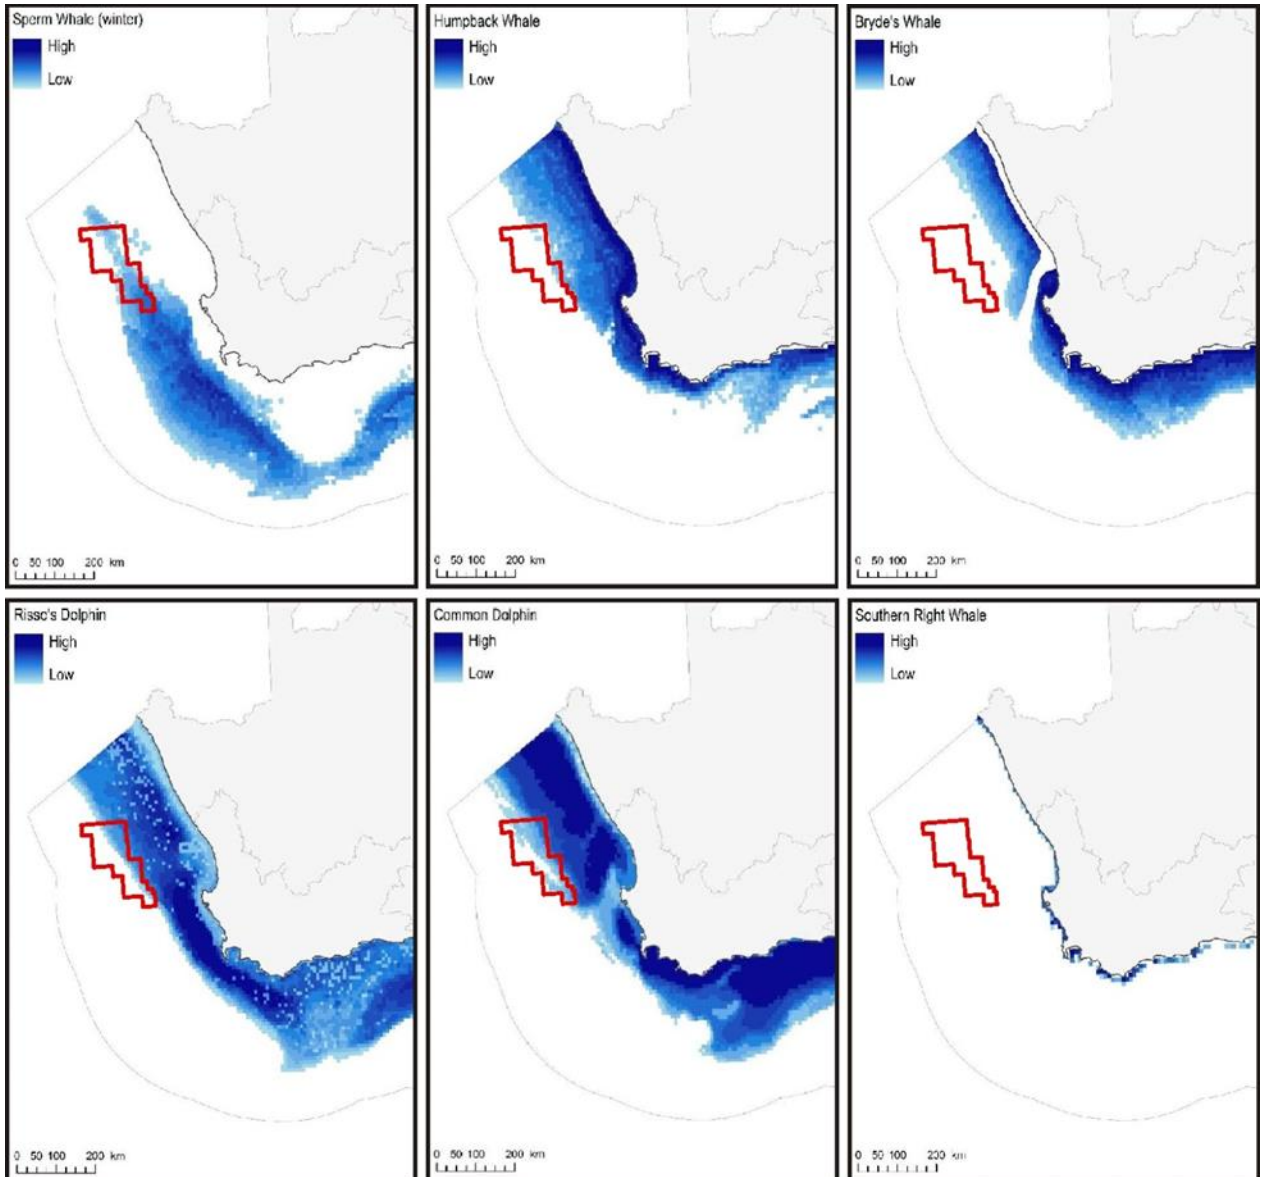 Sperm Whale (winter)
High
Low
0 50 100 200 km
Humpback Whale
High
Low
0 50 100 200 km
Bryde's Whale
High
Low
0 50 100 200 km
Risso's Dolphin
High
Low
0 50 100 200 km
Common Dolphin
High
Low
0 50 100 200 km
Southern Right Whale
High
Low
0 50 100 200 km